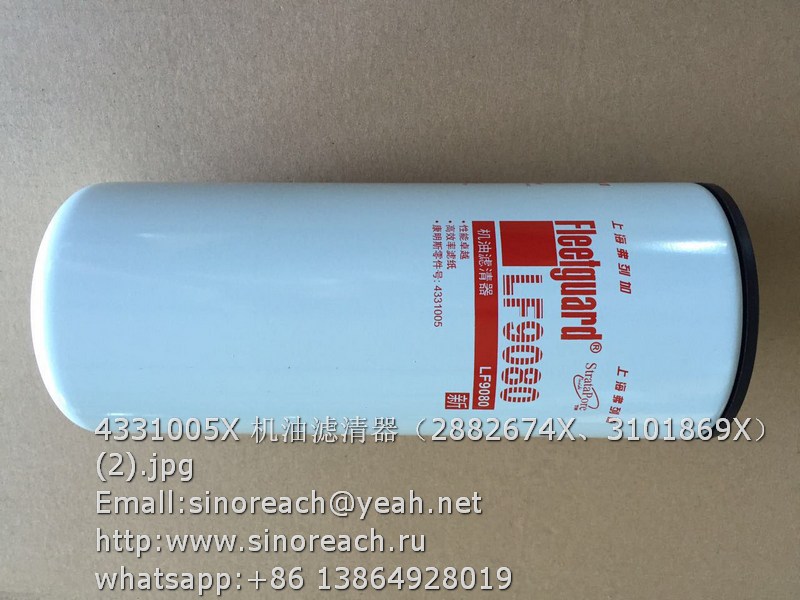 上海弗列加
上海弗列
Fleetguard®
StrataPore™
LF9080
机油滤清器 LF9080
•性能卓越
•高效率滤纸
•康明斯零件号: 4331005
新
4331005X 机油滤清器（2882674X、3101869X）
(2).jpg
Emall:sinoreach@yeah.net
http:www.sinoreach.ru
whatsapp:+86 13864928019